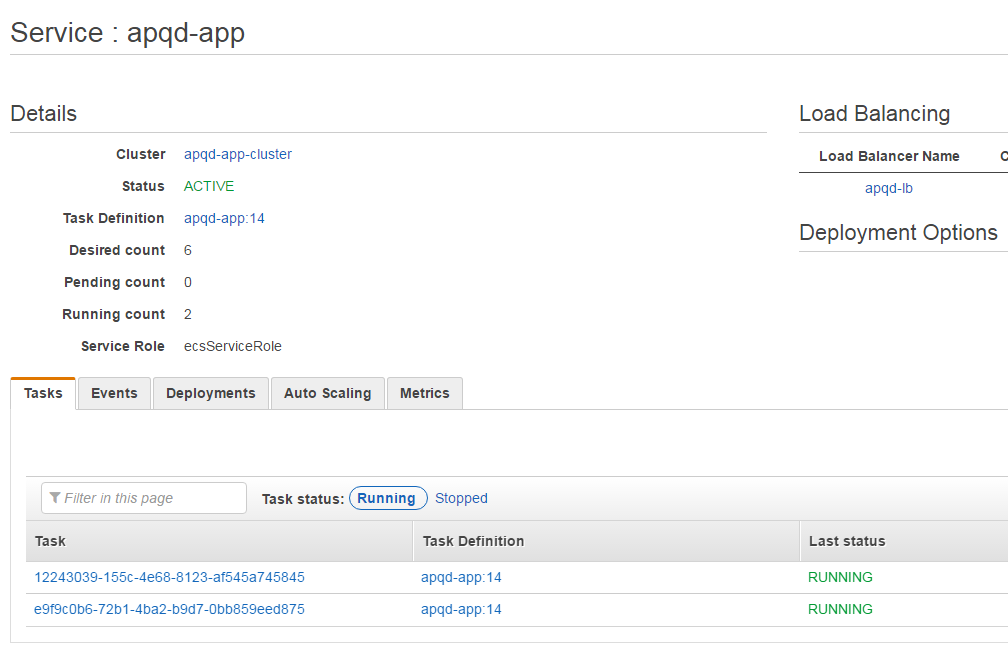 Service : apqd-app
Details
Cluster apqd-app-cluster
Status ACTIVE
Task Definition apqd-app:14
Desired count 6
Pending count 0
Running count 2
Service Role ecsServiceRole
Load Balancing
Load Balancer Name
apqd-lb
Deployment Options
Tasks Events Deployments Auto Scaling Metrics
Filter in this page Task status: Running Stopped
Task Task Definition Last status
12243039-155c-4e68-8123-af545a745845 apqd-app:14 RUNNING
e9f9c0b6-72b1-4ba2-b9d7-0bb859eed875 apqd-app:14 RUNNING